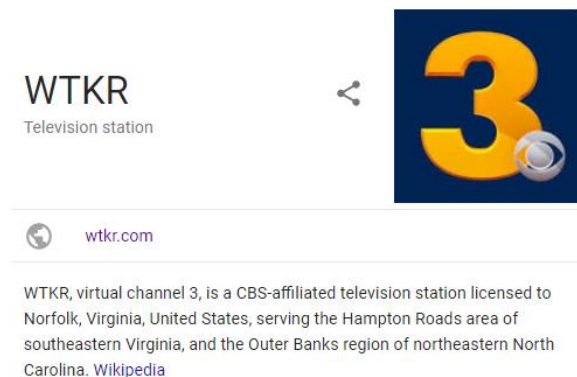 WTKR
Television station
3
wtkr.com
WTKR, virtual channel 3, is a CBS-affiliated television station licensed to
Norfolk, Virginia, United States, serving the Hampton Roads area of
southeastern Virginia, and the Outer Banks region of northeastern North
Carolina. Wikipedia